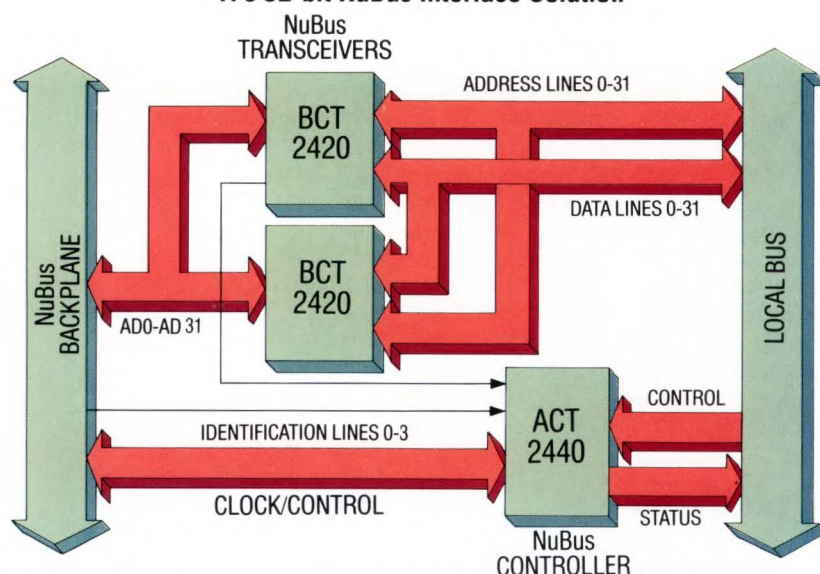 NuBus
TRANSCEIVERS
BCT
2420
ADDRESS LINES 0-31
DATA LINES 0-31
BCT
2420
NuBus
BACKPLANE
AD0-AD 31
LOCAL BUS
IDENTIFICATION LINES 0-3
CLOCK/CONTROL
ACT
2440
CONTROL
STATUS
NuBus
CONTROLLER